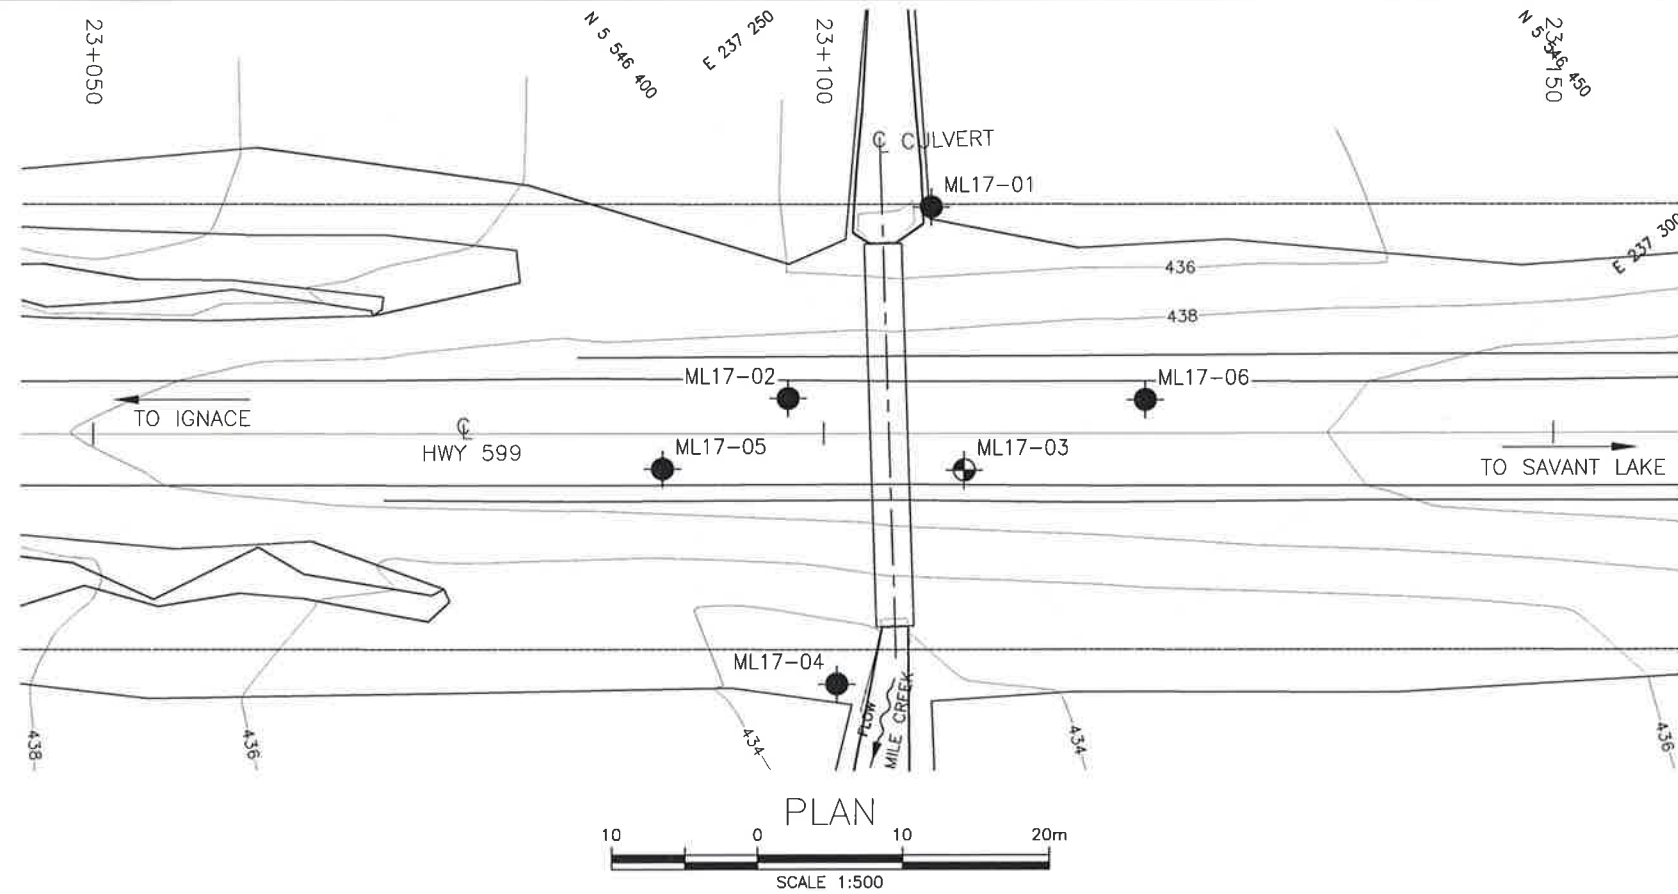 23+050
N 5 546 400
E 237 250
23+100
N 5 546 450
23+150
℄ CULVERT
ML17-01
E 237 300
436
438
ML17-02
ML17-06
TO IGNACE
℄
HWY 599
ML17-05
ML17-03
TO SAVANT LAKE
ML17-04
FLOW
MILE CREEK
438
436
434
434
436
PLAN
10 0 10 20m
SCALE 1:500